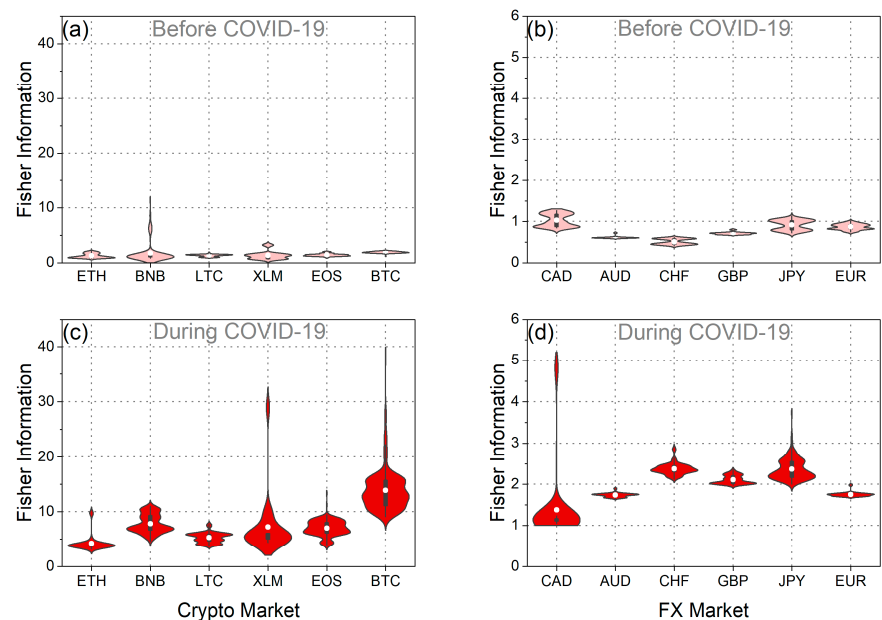 (a) Before COVID-19
Fisher Information
40
30
20
10
0
ETH BNB LTC XLM EOS BTC
(b) Before COVID-19
Fisher Information
6
5
4
3
2
1
0
CAD AUD CHF GBP JPY EUR
(c) During COVID-19
Fisher Information
40
30
20
10
0
ETH BNB LTC XLM EOS BTC
Crypto Market
(d) During COVID-19
Fisher Information
6
5
4
3
2
1
0
CAD AUD CHF GBP JPY EUR
FX Market